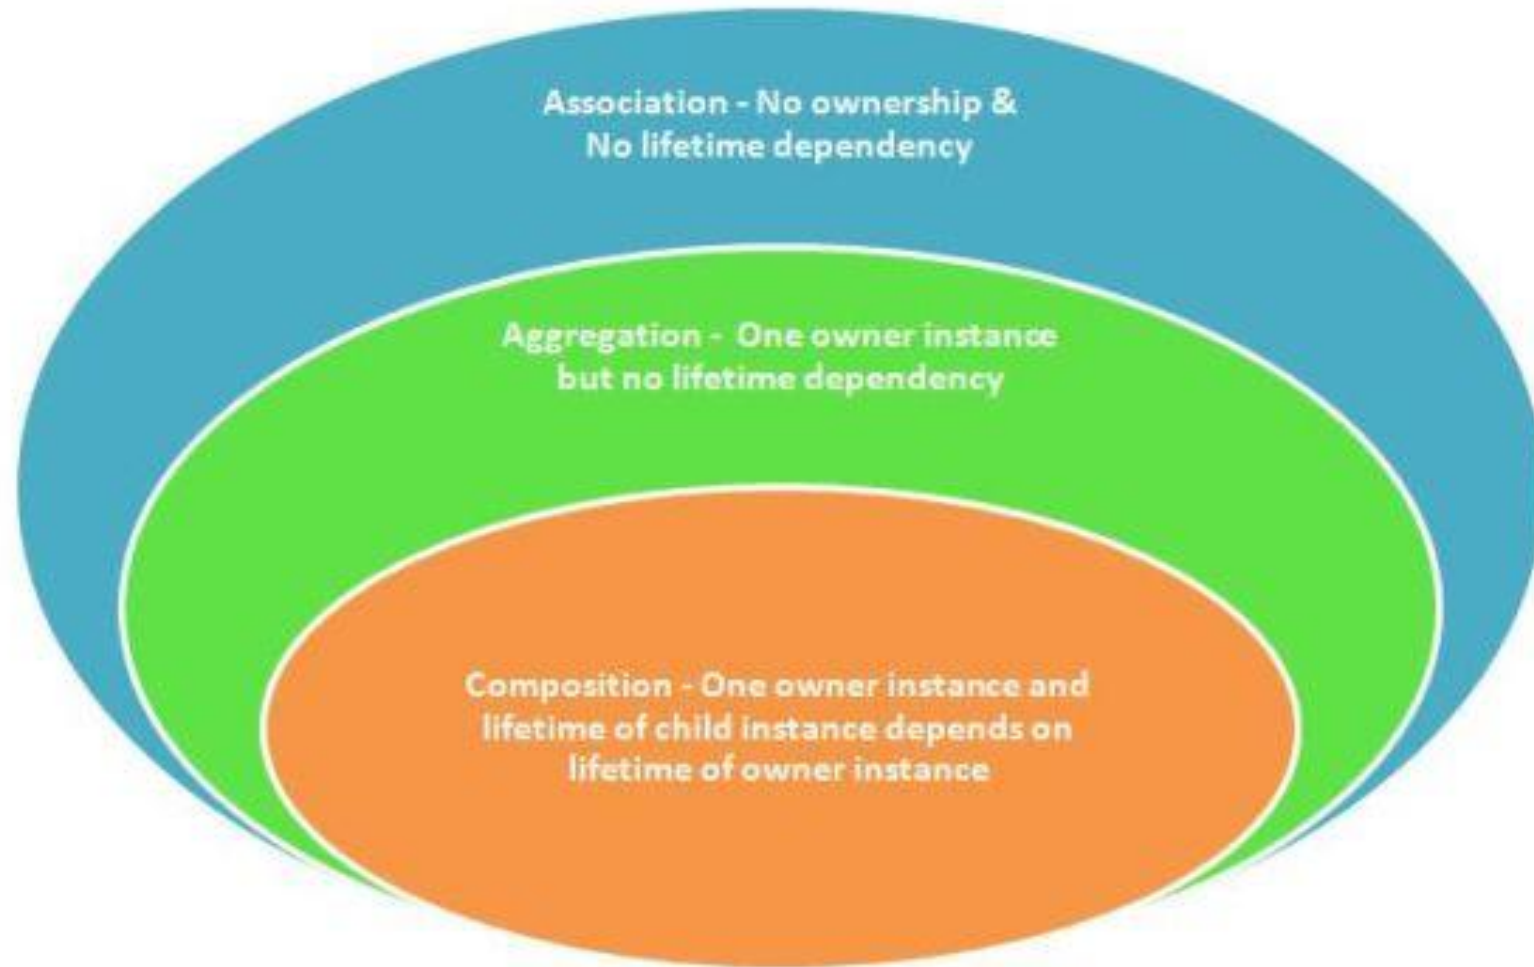 Association - No ownership &
No lifetime dependency
Aggregation -  One owner instance
but no lifetime dependency
Composition - One owner instance and
lifetime of child instance depends on
lifetime of owner instance